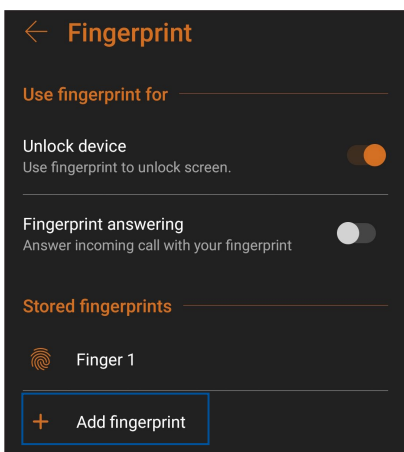 Fingerprint
Use fingerprint for
Unlock device
Use fingerprint to unlock screen.
Fingerprint answering
Answer incoming call with your fingerprint
Stored fingerprints
Finger 1
Add fingerprint